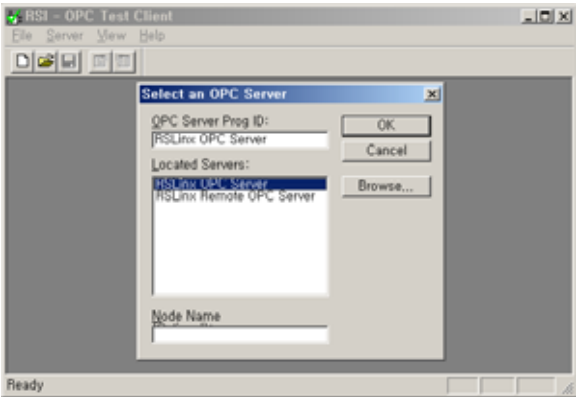 RSI - OPC Test Client
File Server View Help
Select an OPC Server
OPC Server Prog ID:
RSLinx OPC Server
OK
Cancel
Located Servers:
RSLinx OPC Server
RSLinx Remote OPC Server
Browse...
Node Name
Ready